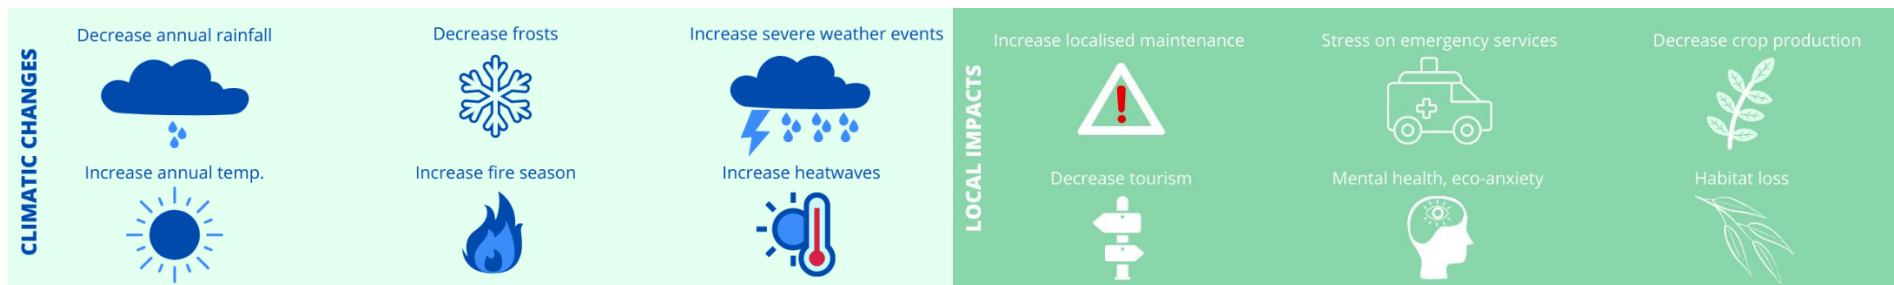 CLIMATIC CHANGES
Decrease annual rainfall
Decrease frosts
Increase severe weather events
Increase annual temp.
Increase fire season
Increase heatwaves
LOCAL IMPACTS
Increase localised maintenance
Stress on emergency services
Decrease crop production
Decrease tourism
Mental health, eco-anxiety
Habitat loss